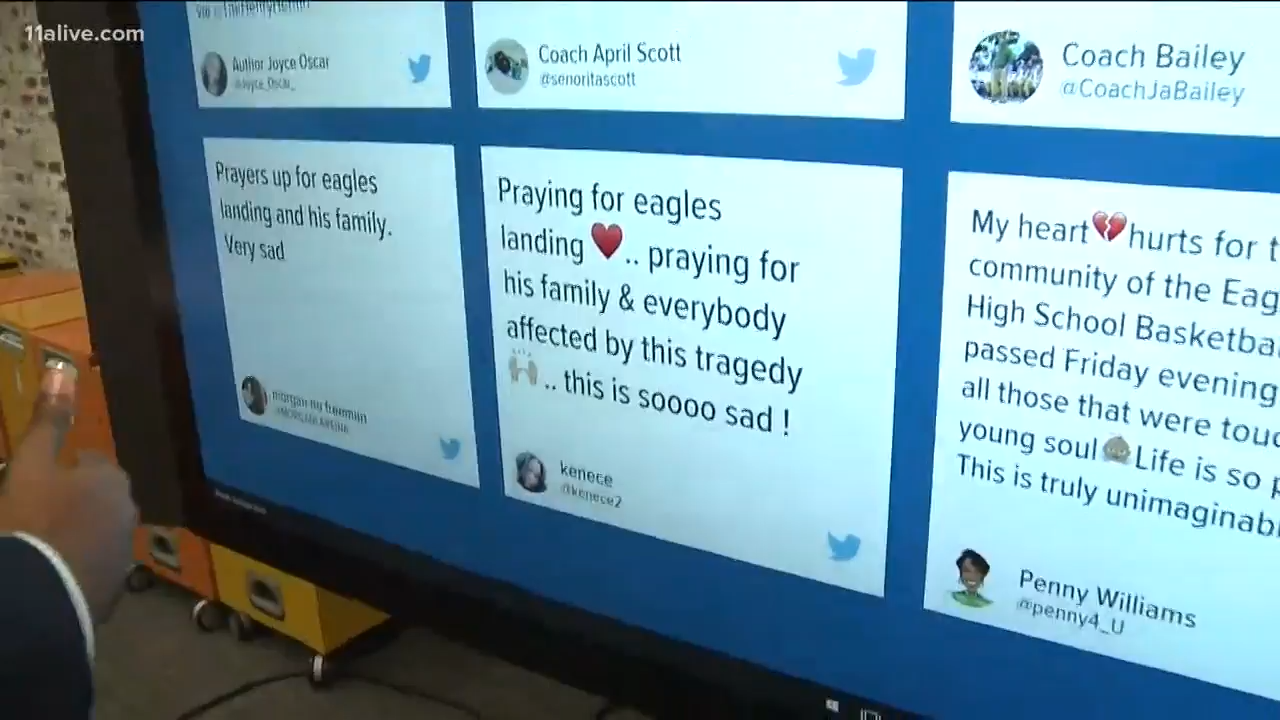 11alive.com
Author Joyce Oscar
@Joyce_Oscar_
Coach April Scott
@senoritascott
Coach Bailey
@CoachJaBailey
Prayers up for eagles
landing and his family.
Very sad
Praying for eagles
landing ❤️.. praying for
his family & everybody
affected by this tragedy
🙌🏼 .. this is soooo sad !
kenece
@kenece2
My heart💔hurts for t
community of the Eag
High School Basketba
passed Friday evening
all those that were touc
young soul Life is so p
This is truly unimaginab
Penny Williams
@penny4_U